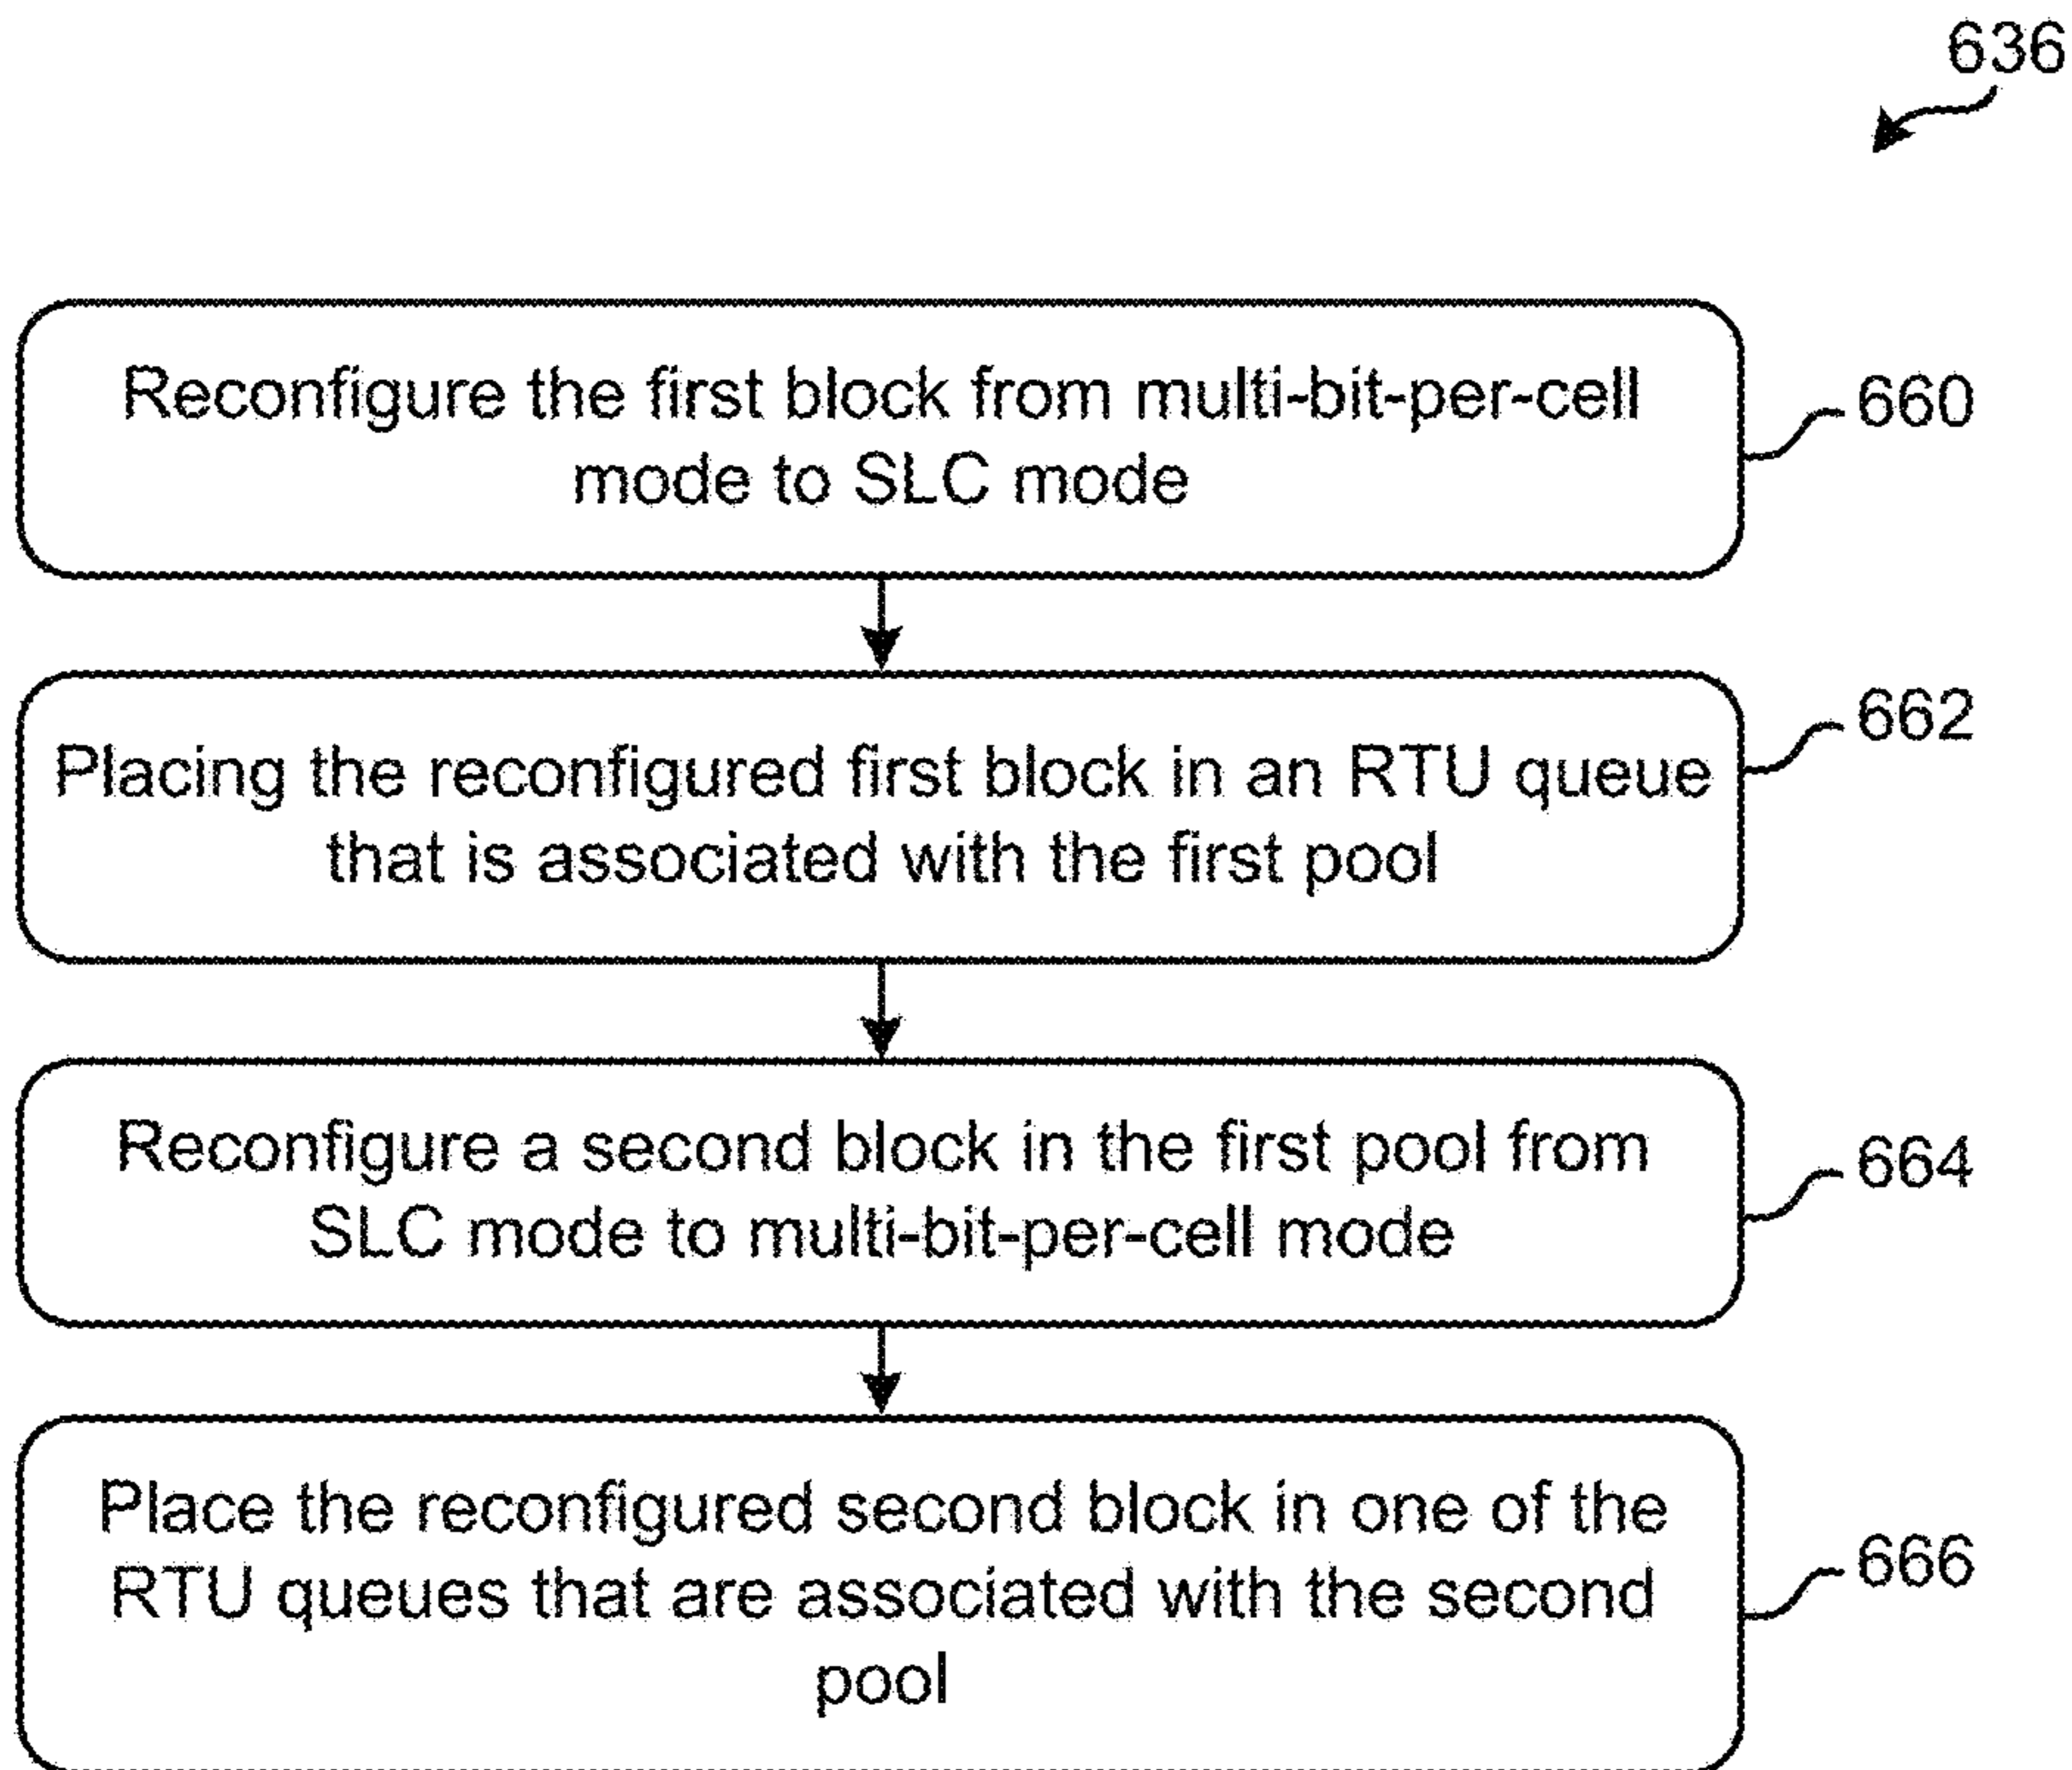 636
Reconfigure the first block from multi-bit-per-cell
mode to SLC mode
660
Placing the reconfigured first block in an RTU queue
that is associated with the first pool
662
Reconfigure a second block in the first pool from
SLC mode to multi-bit-per-cell mode
664
Place the reconfigured second block in one of the
RTU queues that are associated with the second
pool
666